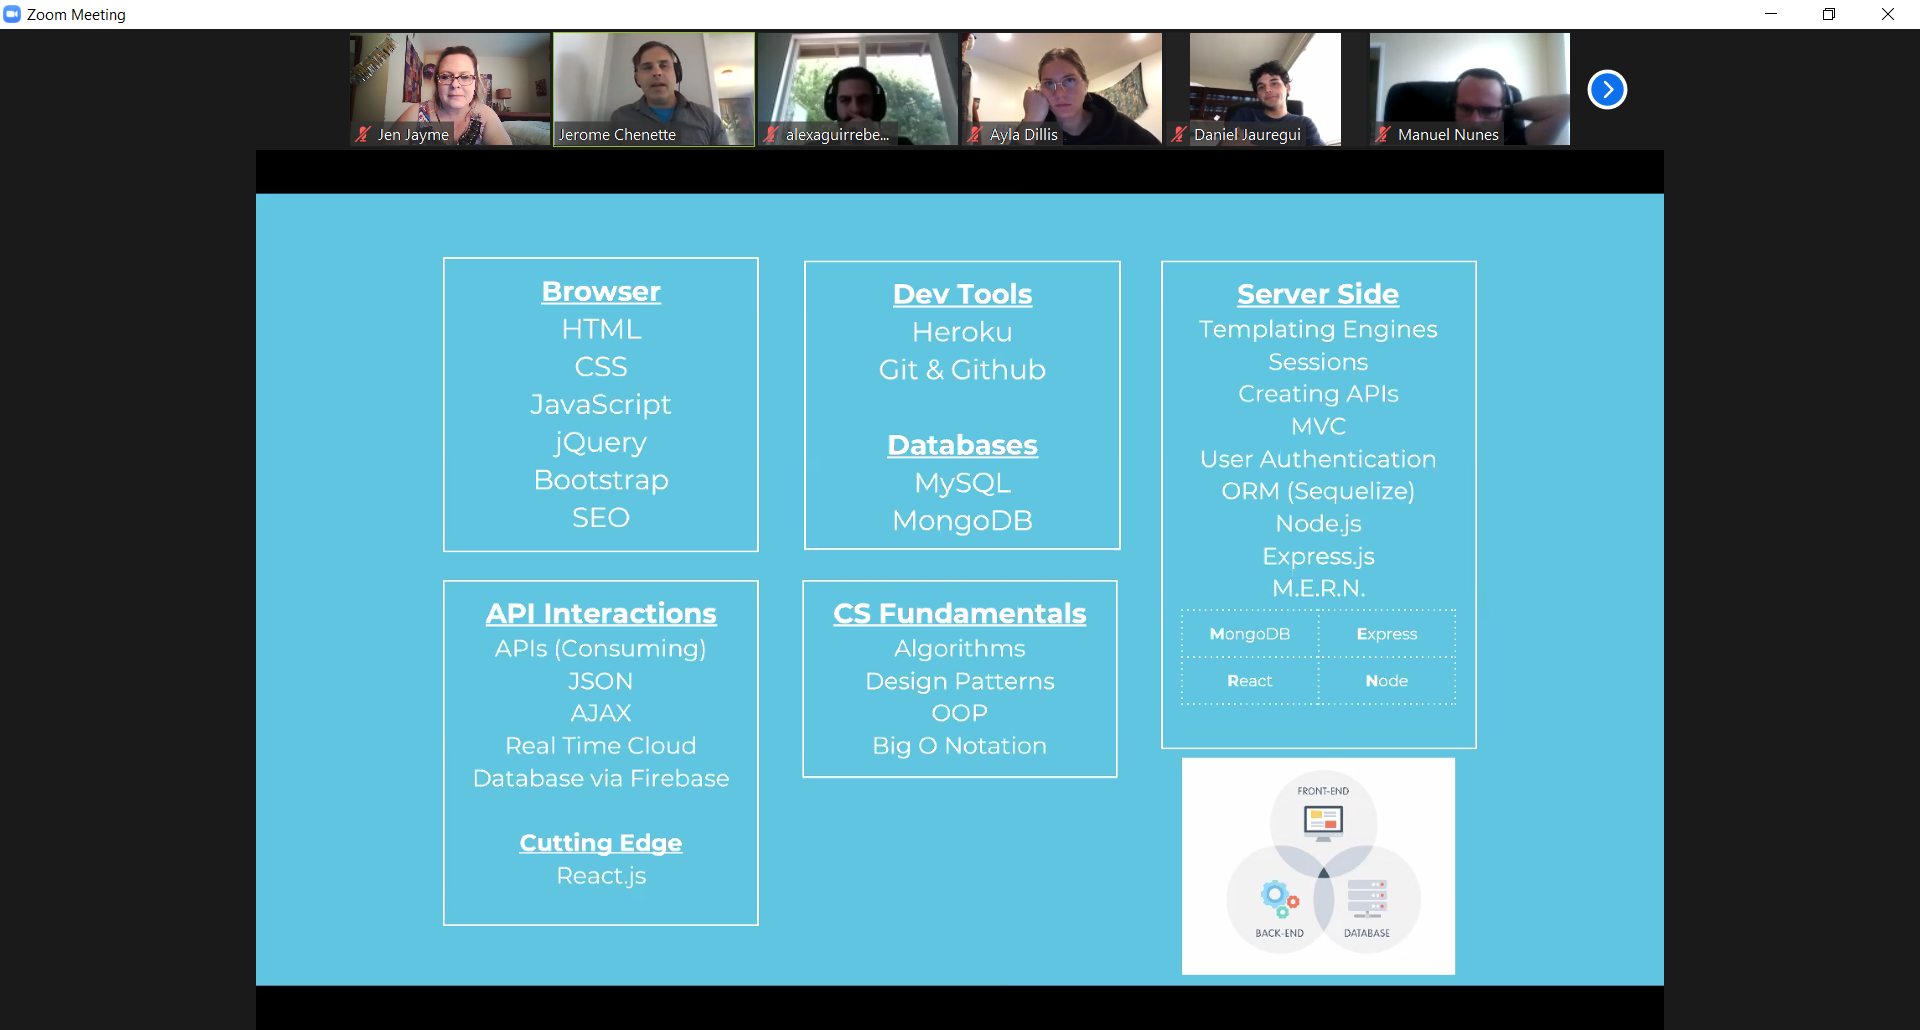 Zoom Meeting
Jen Jayme
Jerome Chenette
alexaguirrebe...
Ayla Dillis
Daniel Jauregui
Manuel Nunes
Browser
HTML
CSS
JavaScript
jQuery
Bootstrap
SEO
Dev Tools
Heroku
Git & Github
Databases
MySQL
MongoDB
Server Side
Templating Engines
Sessions
Creating APIs
MVC
User Authentication
ORM (Sequelize)
Node.js
Express.js
M.E.R.N.
MongoDB
Express
React
Node
API Interactions
APIs (Consuming)
JSON
AJAX
Real Time Cloud
Database via Firebase
Cutting Edge
React.js
CS Fundamentals
Algorithms
Design Patterns
OOP
Big O Notation
FRONT-END
BACK-END
DATABASE